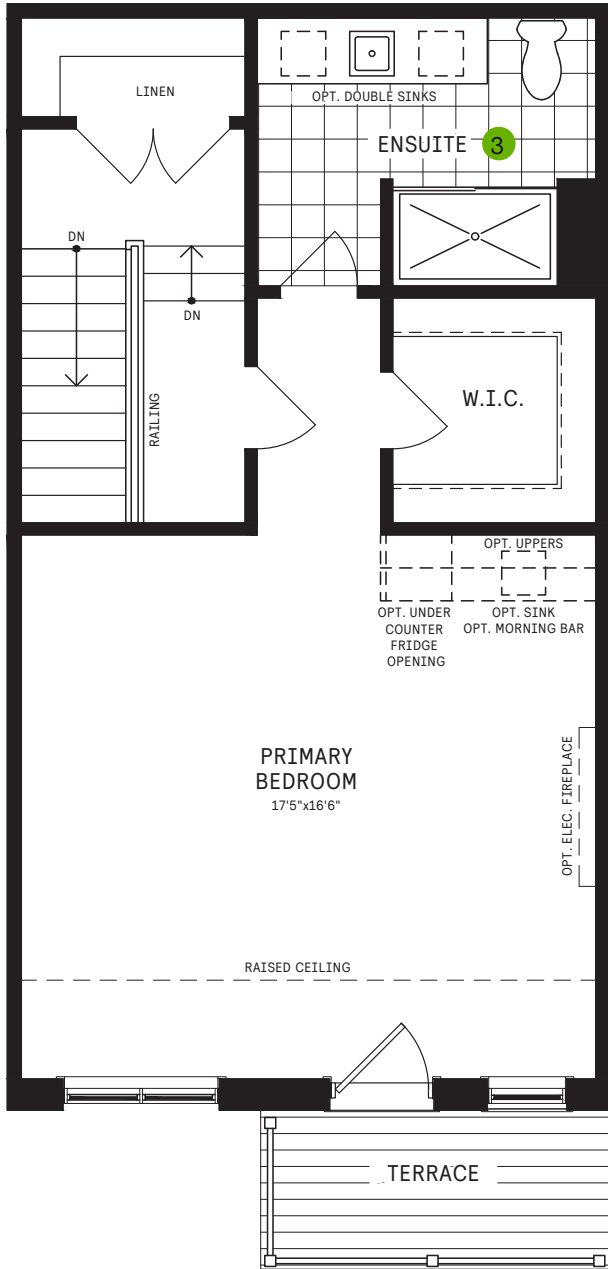 LINEN
OPT. DOUBLE SINKS
ENSUITE 3
DN
DN
RAILING
W.I.C.
OPT. UPPERS
OPT. UNDER
COUNTER
FRIDGE
OPENING
OPT. SINK
OPT. MORNING BAR
PRIMARY
BEDROOM
17'5"x16'6"
OPT. ELEC. FIREPLACE
RAISED CEILING
TERRACE